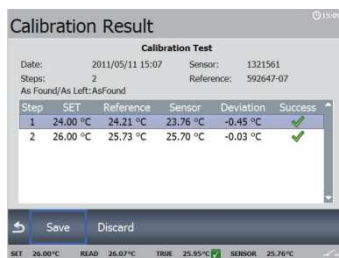 15:09
Calibration Result
Calibration Test
Date: 2011/05/11 15:07 Sensor: 1321561
Steps: 2 Reference: 592647-07
As Found/As Left: AsFound
Step SET Reference Sensor Deviation Success
1 24.00 °C 24.21 °C 23.76 °C -0.45 °C
2 26.00 °C 25.73 °C 25.70 °C -0.03 °C
Save Discard
SET 26.00°C READ 26.07°C TRUE 25.95°C SENSOR 25.76°C